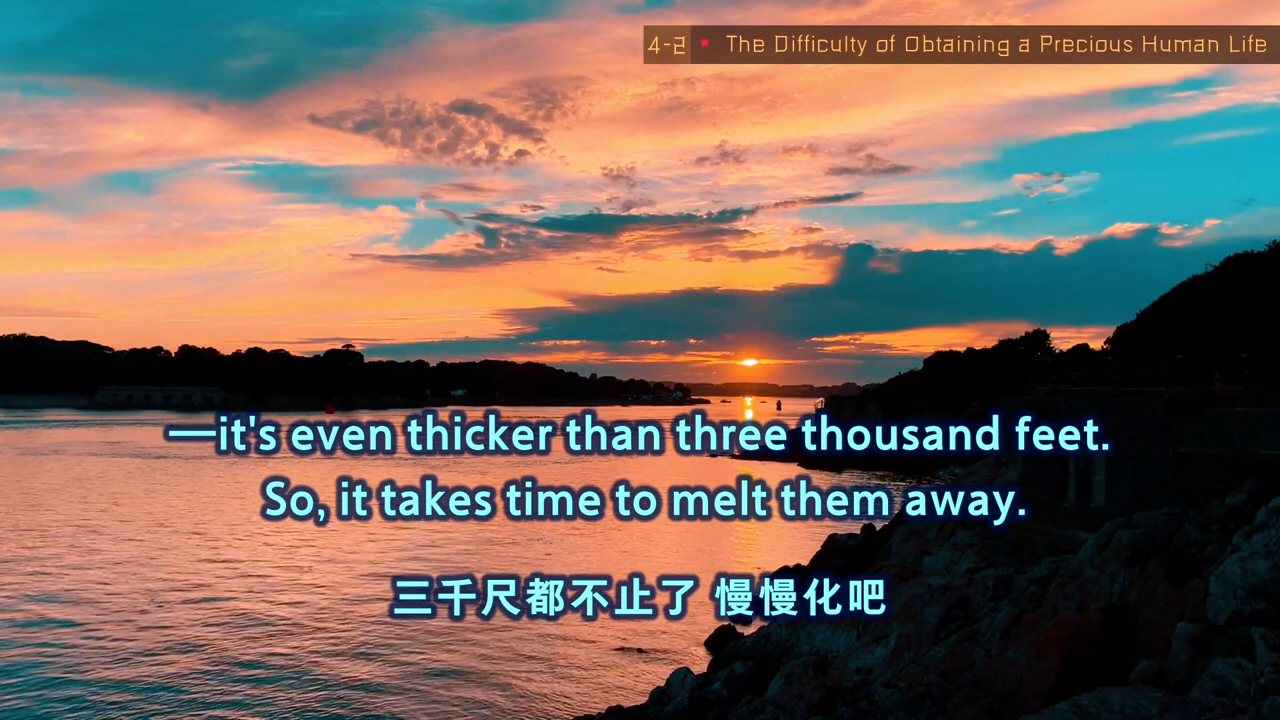 4-2 • The Difficulty of Obtaining a Precious Human Life
—it's even thicker than three thousand feet.
So, it takes time to melt them away.
三千尺都不止了 慢慢化吧